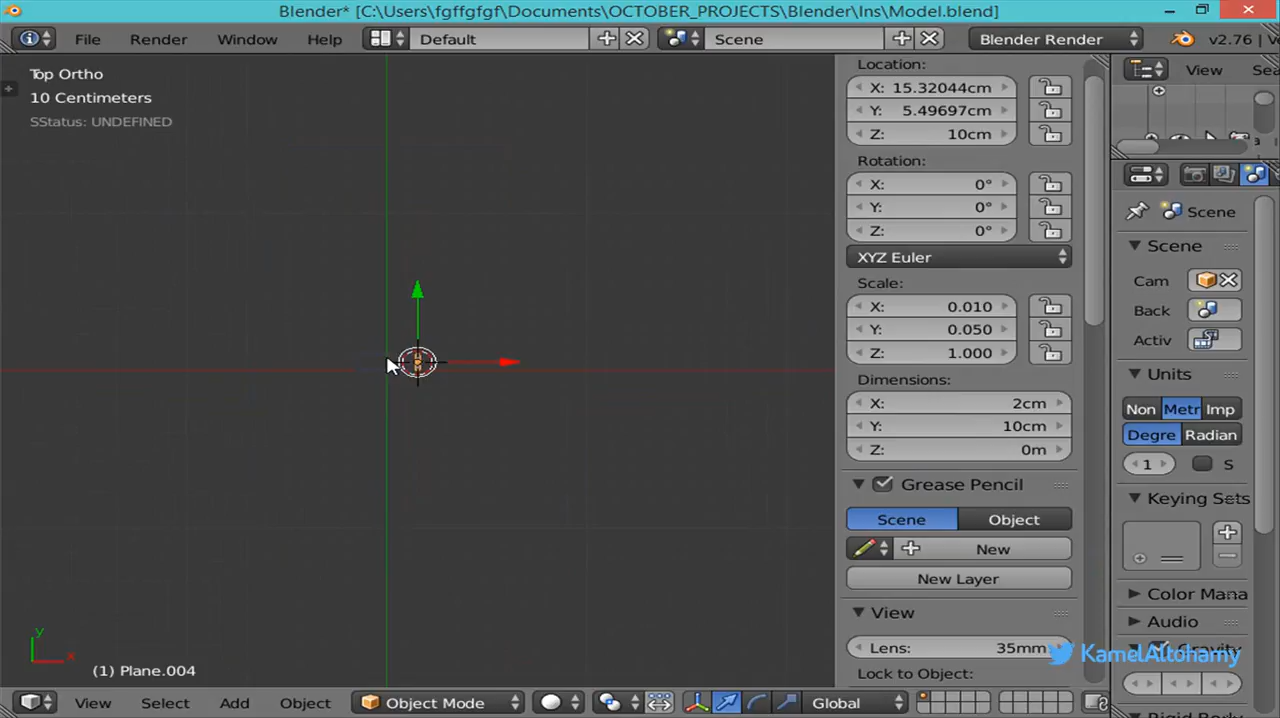 Blender* [C:\Users\fgffgfgf\Documents\OCTOBER_PROJECTS\Blender\Ins\Model.blend]
File Render Window Help Default Scene Blender Render v2.76
Top Ortho
10 Centimeters
SStatus: UNDEFINED
Location:
X: 15.32044cm
Y: 5.49697cm
Z: 10cm
Rotation:
X: 0°
Y: 0°
Z: 0°
XYZ Euler
Scale:
X: 0.010
Y: 0.050
Z: 1.000
Dimensions:
X: 2cm
Y: 10cm
Z: 0m
Grease Pencil
Scene Object
New
New Layer
View
Lens: 35mm
Lock to Object:
View Sea
Scene
Scene
Cam
Back
Activ
Units
Non Metr Imp
Degre Radian
1 S
Keying Sets
Color Mana
Audio
Gravity
KamelAltohamy
y
x
(1) Plane.004
View Select Add Object Object Mode Global